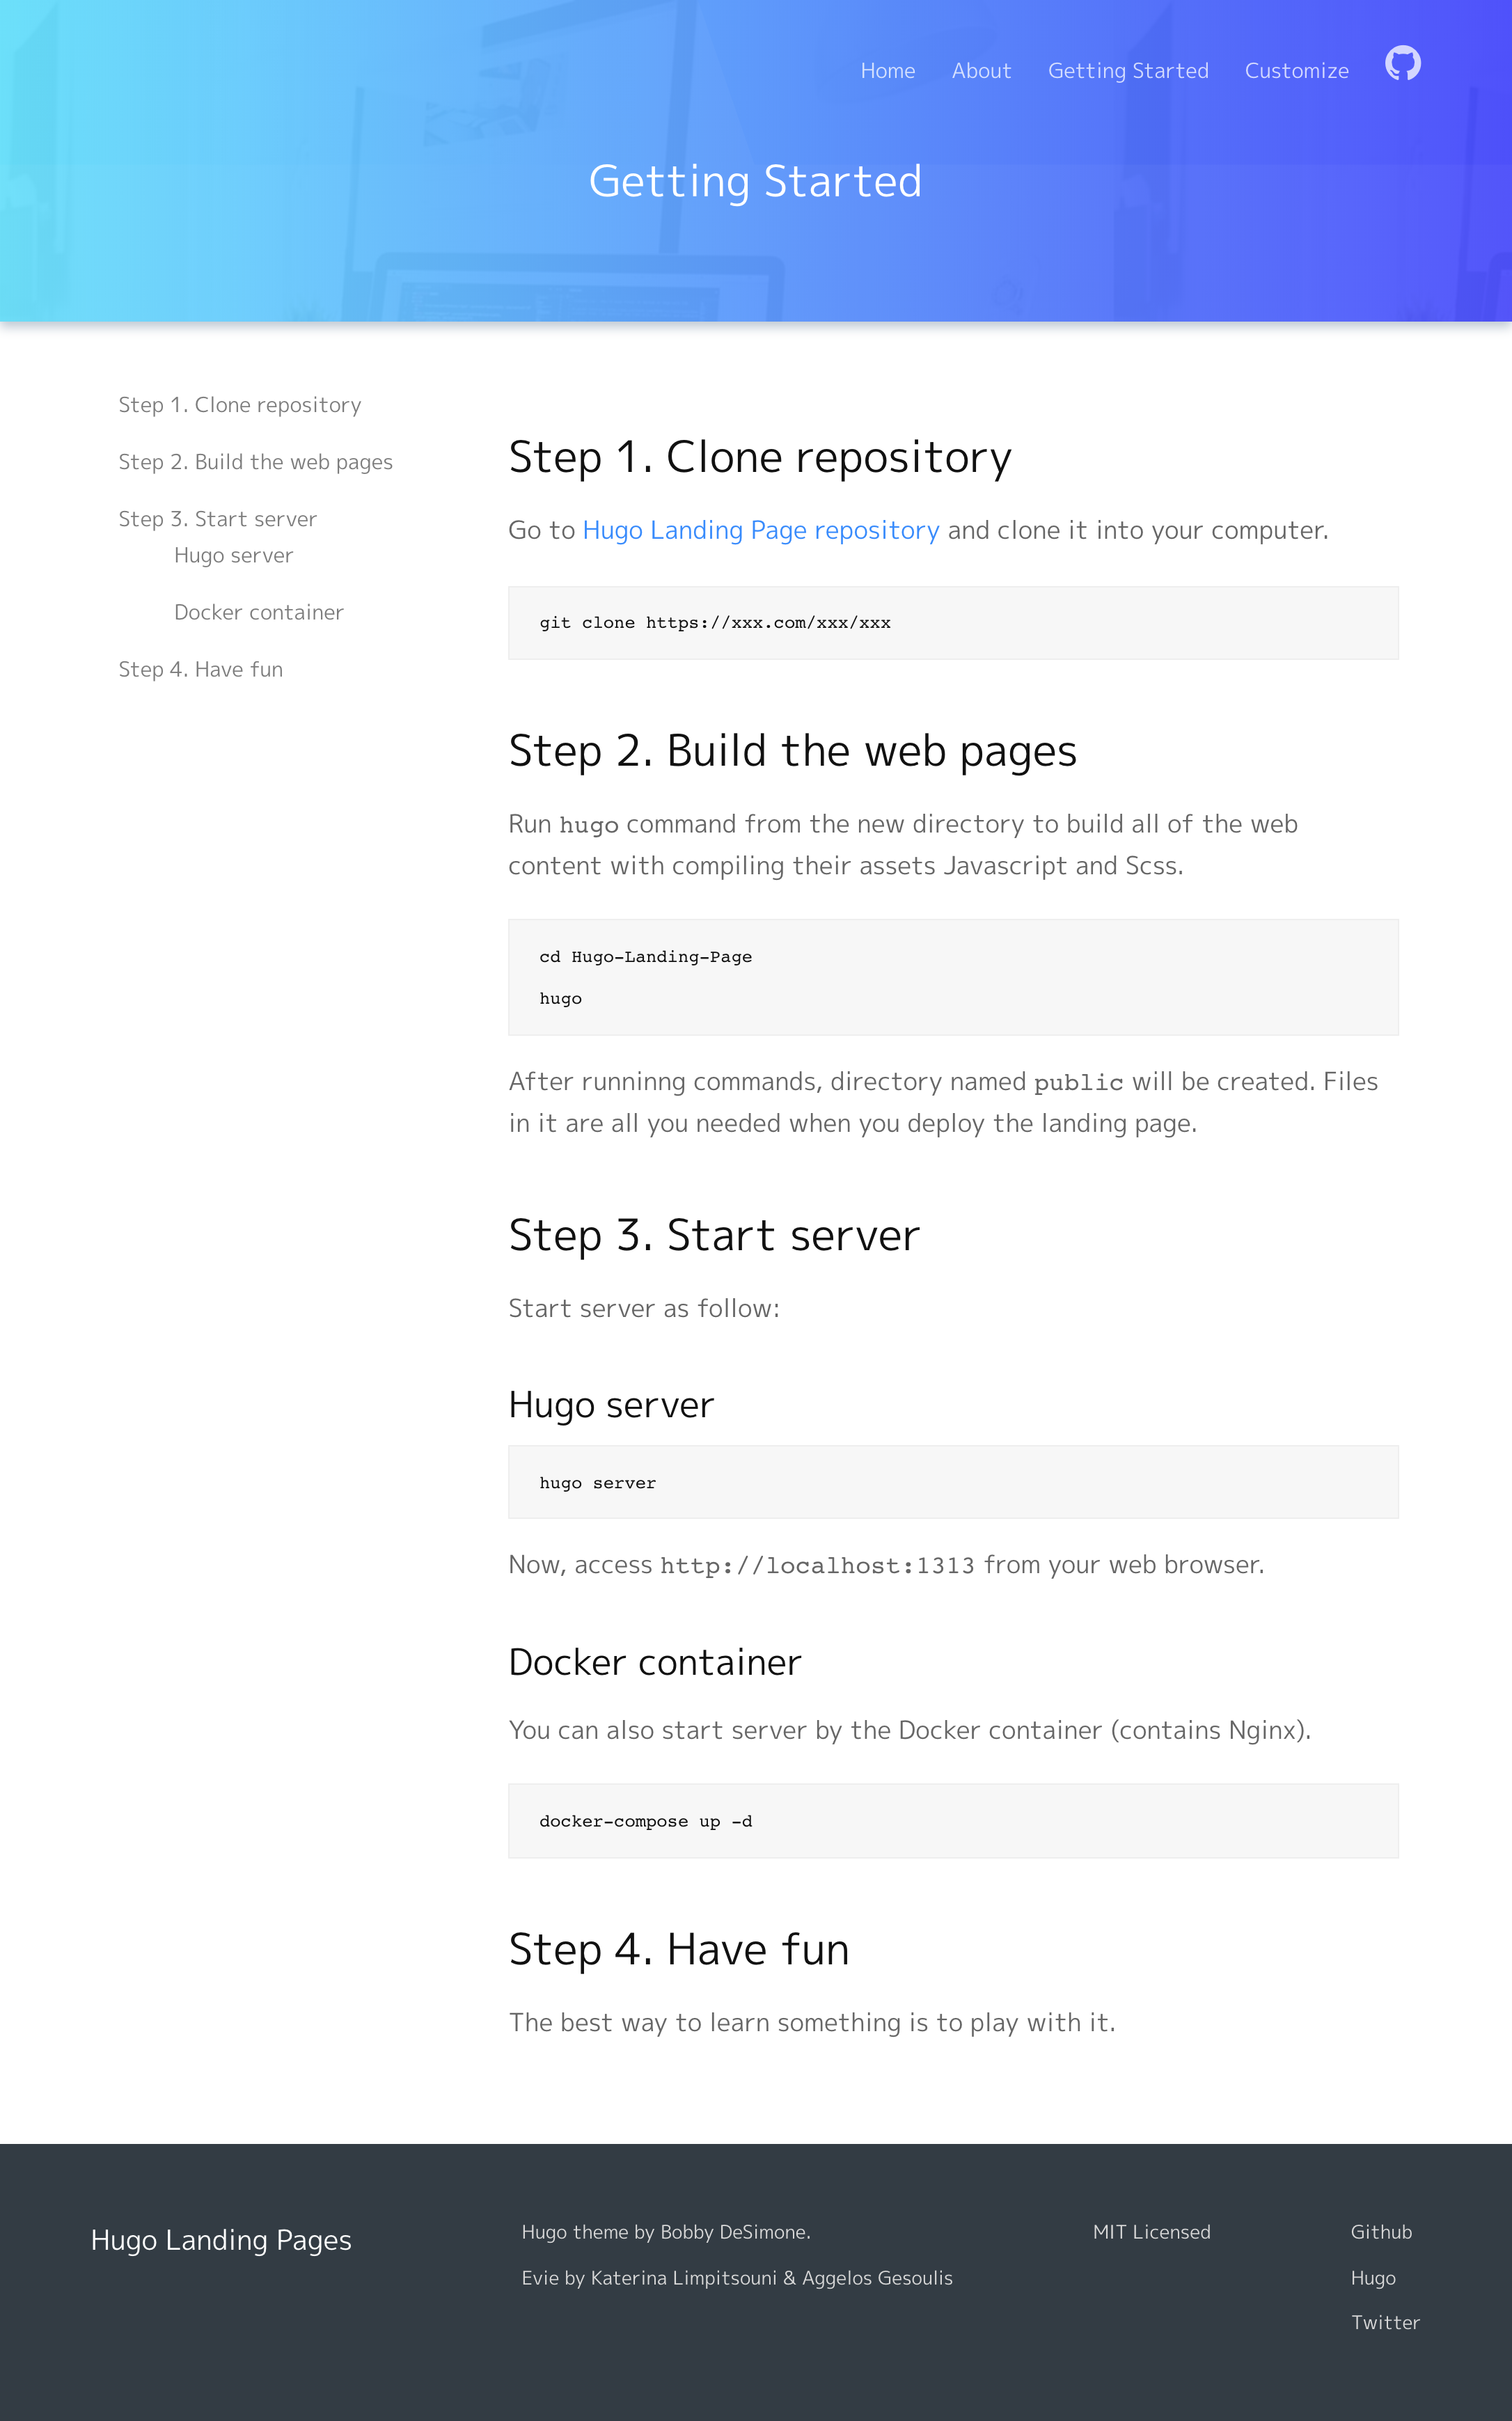 Home About Getting Started Customize
Getting Started
Step 1. Clone repository
Step 2. Build the web pages
Step 3. Start server
Hugo server
Docker container
Step 4. Have fun
Step 1. Clone repository
Go to Hugo Landing Page repository and clone it into your computer.
git clone https://xxx.com/xxx/xxx
Step 2. Build the web pages
Run hugo command from the new directory to build all of the web
content with compiling their assets Javascript and Scss.
cd Hugo-Landing-Page
hugo
After runninng commands, directory named public will be created. Files
in it are all you needed when you deploy the landing page.
Step 3. Start server
Start server as follow:
Hugo server
hugo server
Now, access http://localhost:1313 from your web browser.
Docker container
You can also start server by the Docker container (contains Nginx).
docker-compose up -d
Step 4. Have fun
The best way to learn something is to play with it.
Hugo Landing Pages
Hugo theme by Bobby DeSimone.
Evie by Katerina Limpitsouni & Aggelos Gesoulis
MIT Licensed
Github
Hugo
Twitter